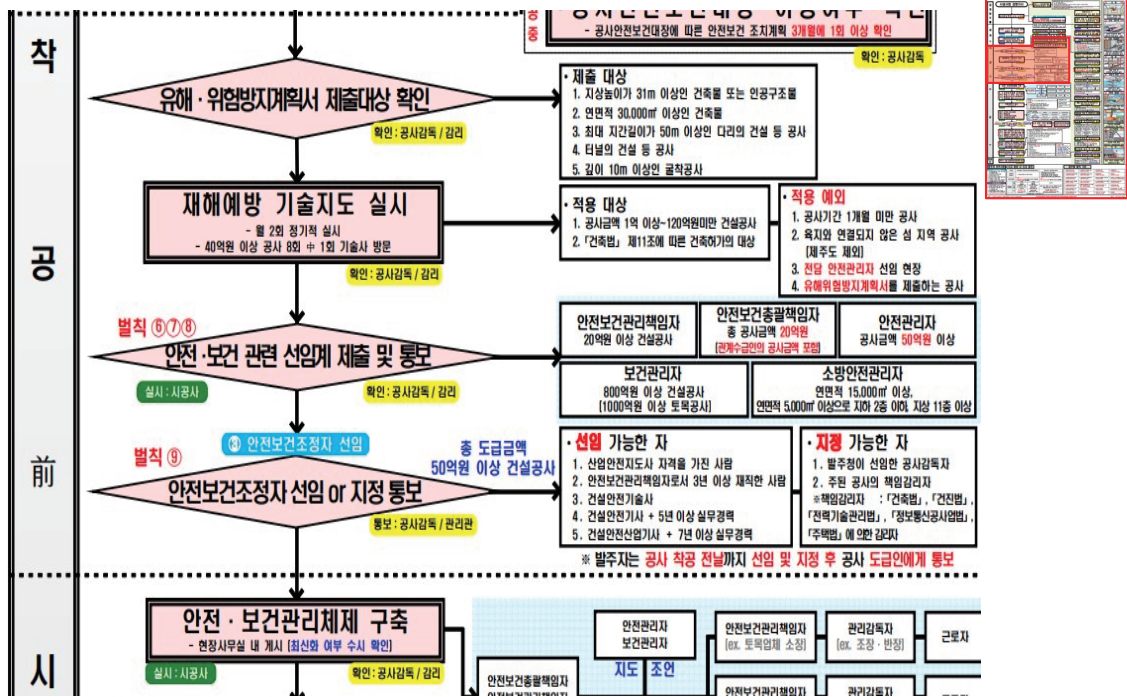 착
공
前
시
- 공사안전보건대장에 따른 안전보건 조치계획 3개월에 1회 이상 확인
확인 : 공사감독
유해 · 위험방지계획서 제출대상 확인
확인 : 공사감독 / 감리
· 제출 대상
1. 지상높이가 31m 이상인 건축물 또는 인공구조물
2. 연면적 30,000㎡ 이상인 건축물
3. 최대 지간길이가 50m 이상인 다리의 건설 등 공사
4. 터널의 건설 등 공사
5. 깊이 10m 이상인 굴착공사
재해예방 기술지도 실시
- 월 2회 정기적 실시
- 40억원 이상 공사 8회 中 1회 기술사 방문
확인 : 공사감독 / 감리
· 적용 대상
1. 공사금액 1억 이상~120억원미만 건설공사
2. 「건축법」 제11조에 따른 건축허가의 대상
· 적용 예외
1. 공사기간 1개월 미만 공사
2. 육지와 연결되지 않은 섬 지역 공사
[제주도 제외]
3. 전담 안전관리자 선임 현장
4. 유해위험방지계획서를 제출하는 공사
벌칙 ⑥⑦⑧
안전 · 보건 관련 선임계 제출 및 통보
실시 : 시공사
확인 : 공사감독 / 감리
안전보건관리책임자
20억원 이상 건설공사
안전보건총괄책임자
총 공사금액 20억원
[관계수급인의 공사금액 포함]
안전관리자
공사금액 50억원 이상
보건관리자
800억원 이상 건설공사
[1000억원 이상 토목공사]
소방안전관리자
연면적 15,000㎡ 이상,
연면적 5,000㎡ 이상으로 지하 2층 이하, 지상 11층 이상
안전보건조정자 선임
벌칙 ⑨
총 도급금액
50억원 이상 건설공사
안전보건조정자 선임 or 지정 통보
통보 : 공사감독 / 관리관
· 선임 가능한 자
1. 산업안전지도사 자격을 가진 사람
2. 안전보건관리책임자로서 3년 이상 재직한 사람
3. 건설안전기술사
4. 건설안전기사 + 5년 이상 실무경력
5. 건설안전산업기사 + 7년 이상 실무경력
· 지정 가능한 자
1. 발주청이 선임한 공사감독자
2. 주된 공사의 책임감리자
※책임감리자 : 「건축법」, 「건진법」,
「전력기술관리법」, 「정보통신공사업법」,
「주택법」에 의한 감리자
※ 발주자는 공사 착공 전날까지 선임 및 지정 후 공사 도급인에게 통보
안전 · 보건관리체제 구축
- 현장사무실 내 게시 [최신화 여부 수시 확인]
실시 : 시공사
확인 : 공사감독 / 감리
안전보건총괄책임자
안전관리자
보건관리자
지도 조언
안전보건관리책임자
[ex. 토목업체 소장]
관리감독자
[ex. 조장 · 반장]
근로자
안전보건관리책임자
관리감독자